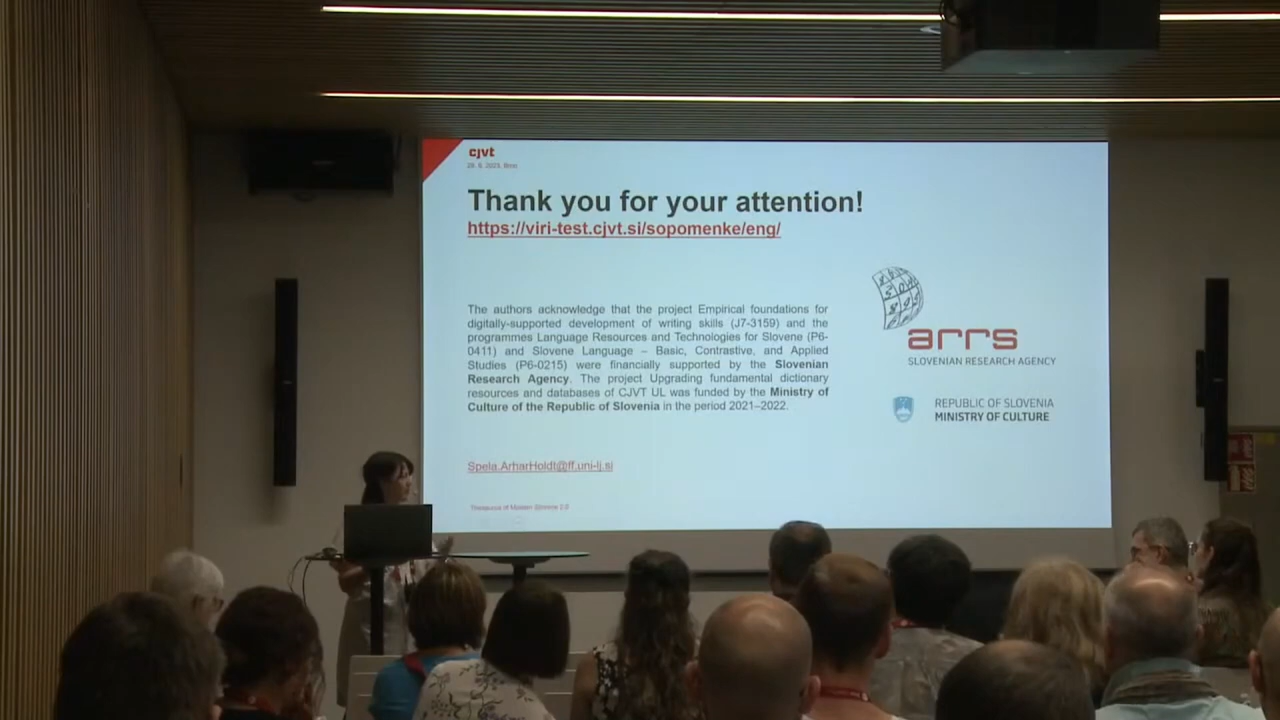 cjvt
28. 6. 2023, Brno
Thank you for your attention!
https://viri-test.cjvt.si/sopomenke/eng/
The authors acknowledge that the project Empirical foundations for
digitally-supported development of writing skills (J7-3159) and the
programmes Language Resources and Technologies for Slovene (P6-
0411) and Slovene Language – Basic, Contrastive, and Applied
Studies (P6-0215) were financially supported by the Slovenian
Research Agency. The project Upgrading fundamental dictionary
resources and databases of CJVT UL was funded by the Ministry of
Culture of the Republic of Slovenia in the period 2021–2022.
arrs
SLOVENIAN RESEARCH AGENCY
REPUBLIC OF SLOVENIA
MINISTRY OF CULTURE
Spela.ArharHoldt@ff.uni-lj.si
Thesaurus of Modern Slovene 2.0